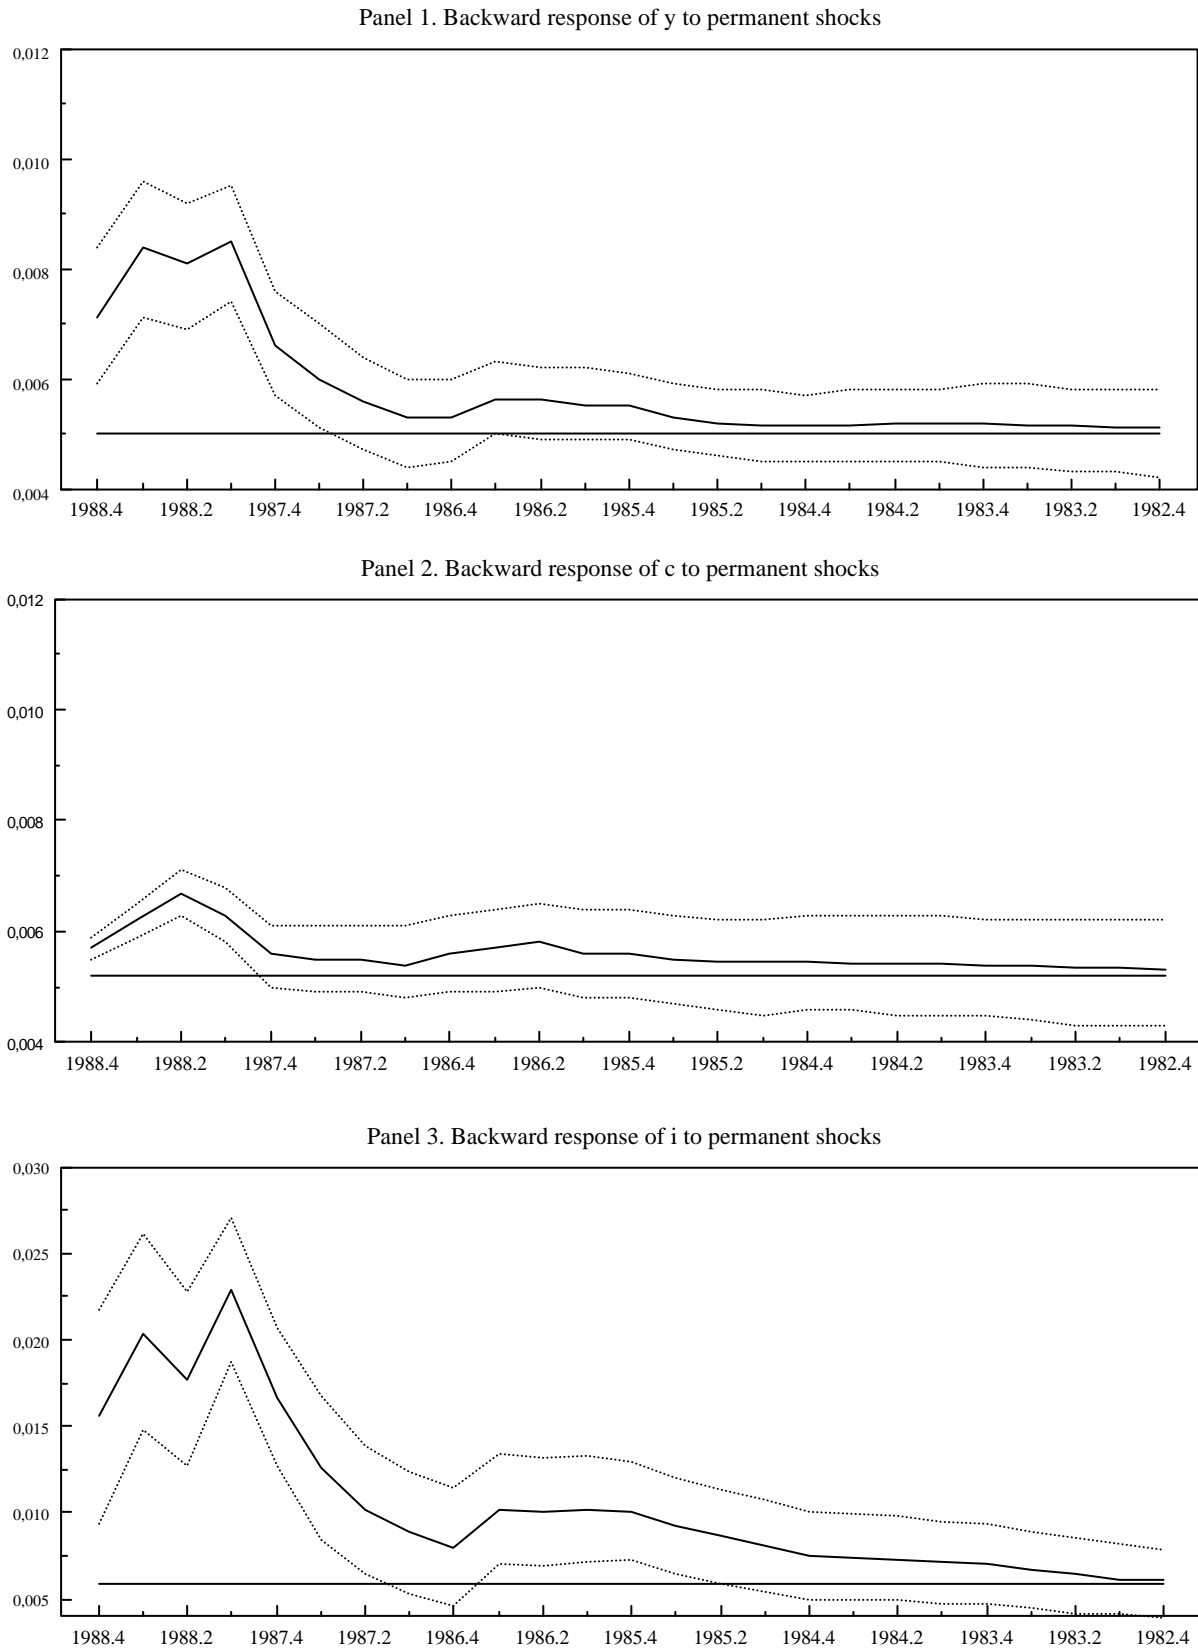 Panel 1. Backward response of y to permanent shocks
0,012
0,010
0,008
0,006
0,004
1988.4 1988.2 1987.4 1987.2 1986.4 1986.2 1985.4 1985.2 1984.4 1984.2 1983.4 1983.2 1982.4
Panel 2. Backward response of c to permanent shocks
0,012
0,010
0,008
0,006
0,004
1988.4 1988.2 1987.4 1987.2 1986.4 1986.2 1985.4 1985.2 1984.4 1984.2 1983.4 1983.2 1982.4
Panel 3. Backward response of i to permanent shocks
0,030
0,025
0,020
0,015
0,010
0,005
1988.4 1988.2 1987.4 1987.2 1986.4 1986.2 1985.4 1985.2 1984.4 1984.2 1983.4 1983.2 1982.4